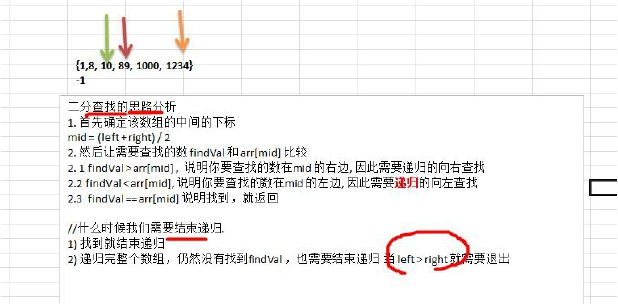 {1,8, 10, 89, 1000, 1234}
-1
二分查找的思路分析
1. 首先确定该数组的中间的下标
mid = (left + right) / 2
2. 然后让需要查找的数 findVal 和 arr[mid] 比较
2. 1 findVal > arr[mid] , 说明你要查找的数在mid 的右边, 因此需要递归的向右查找
2.2 findVal < arr[mid], 说明你要查找的数在mid 的左边, 因此需要递归的向左查找
2.3 findVal == arr[mid] 说明找到，就返回
//什么时候我们需要结束递归.
1) 找到就结束递归
2) 递归完整个数组，仍然没有找到findVal ，也需要结束递归 当 left > right 就需要退出